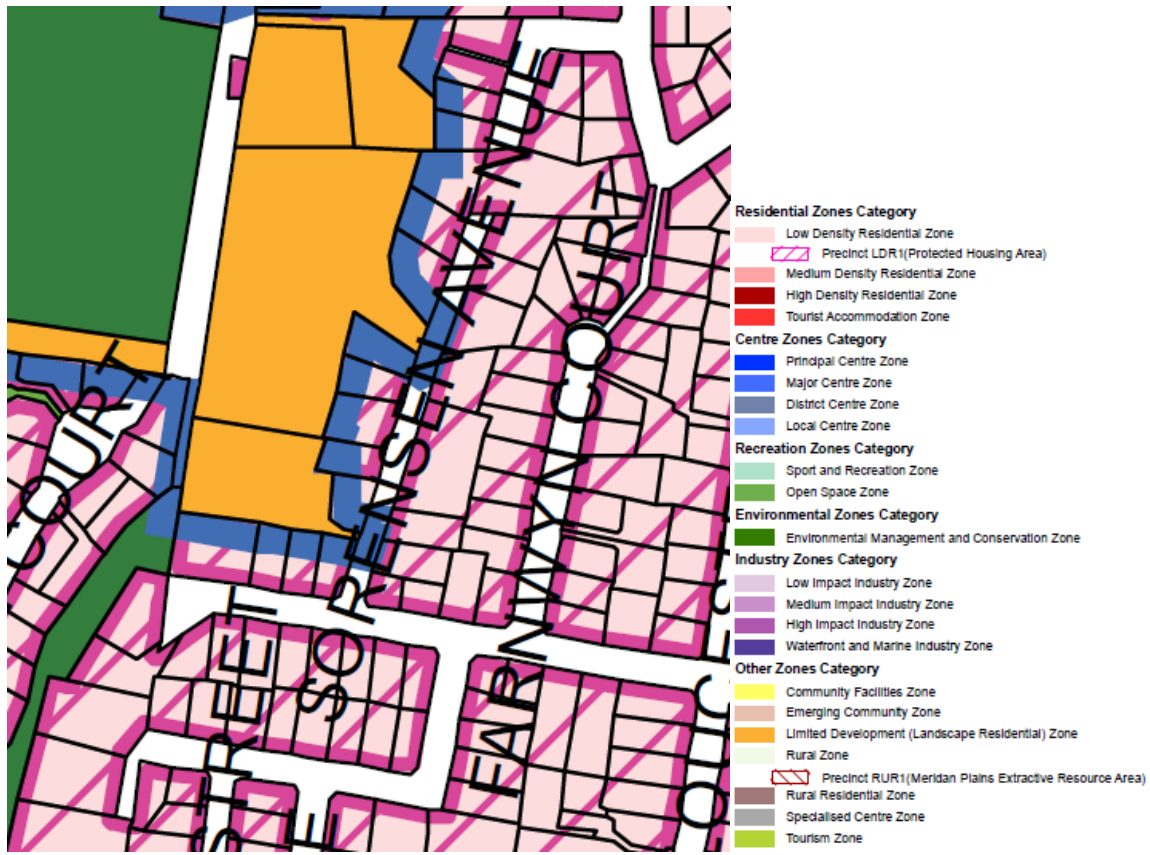 SORENSEN AVENUE
FARNWYN COURT
COURT
STREET
Residential Zones Category
Low Density Residential Zone
Precinct LDR1(Protected Housing Area)
Medium Density Residential Zone
High Density Residential Zone
Tourist Accommodation Zone
Centre Zones Category
Principal Centre Zone
Major Centre Zone
District Centre Zone
Local Centre Zone
Recreation Zones Category
Sport and Recreation Zone
Open Space Zone
Environmental Zones Category
Environmental Management and Conservation Zone
Industry Zones Category
Low Impact Industry Zone
Medium Impact Industry Zone
High Impact Industry Zone
Waterfront and Marine Industry Zone
Other Zones Category
Community Facilities Zone
Emerging Community Zone
Limited Development (Landscape Residential) Zone
Rural Zone
Precinct RUR1(Meridan Plains Extractive Resource Area)
Rural Residential Zone
Specialised Centre Zone
Tourism Zone